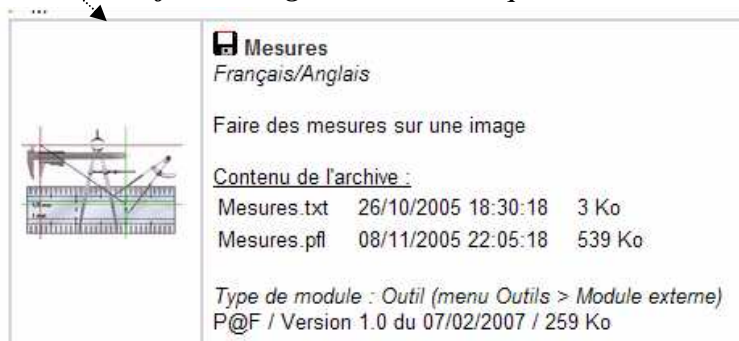 Mesures
Français/Anglais
Faire des mesures sur une image
Contenu de l'archive :
Mesures.txt 26/10/2005 18:30:18 3 Ko
Mesures.pfl 08/11/2005 22:05:18 539 Ko
Type de module : Outil (menu Outils > Module externe)
P@F / Version 1.0 du 07/02/2007 / 259 Ko